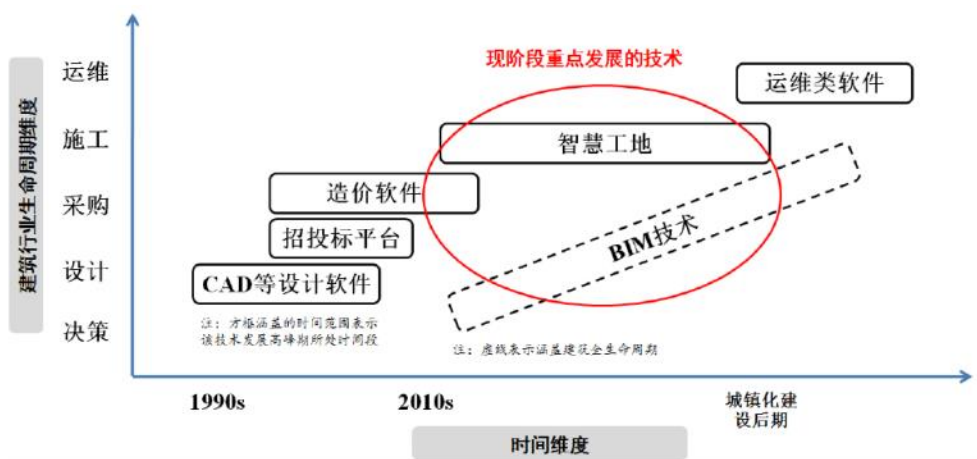 现阶段重点发展的技术
建筑行业生命周期维度
运维
施工
采购
设计
决策
运维类软件
智慧工地
造价软件
招投标平台
BIM技术
CAD等设计软件
注：方框涵盖的时间范围表示
该技术发展高峰期所处时间段
注：虚线表示涵盖建筑全生命周期
1990s
2010s
城镇化建
设后期
时间维度